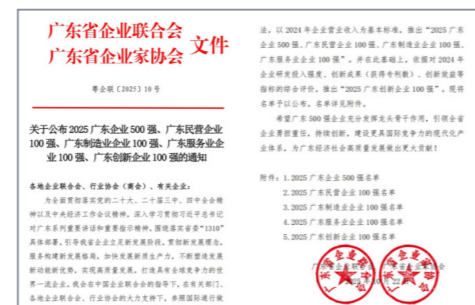 广东省企业联合会
广东省企业家协会
文件
粤企联〔2025〕10号
关于公布2025广东企业500强、广东民营企业
100强、广东制造业企业100强、广东服务业企
业100强、广东创新企业100强的通知
各地企业联合会、行业协会（商会）、有关企业：
为全面贯彻落实党的二十大、二十届三中、四中全会精
神以及中央经济工作会议精神，深入学习贯彻习近平总书记
对广东系列重要讲话和重要指示精神，围绕落实省委“1310”
具体部署，引导我省企业立足新发展阶段，贯彻新发展理念，
服务构建新发展格局，加快发展新质生产力，不断塑造发展
新动能新优势，实现高质量发展，打造具有全球竞争力的世
界一流企业，我会在中国企业联合会的指导下，在有关部门、
各地企业联合会、行业协会的大力支持下，参照国际通行做
法，以2024年企业营业收入为基本标准，推出“2025广东
企业500强、广东民营企业100强、广东制造业企业100强、
广东服务业企业100强”，并在此基础上，依据对2024年
企业研发投入强度、创新成果（获得专利数）、创新效益等
指标的综合评价，推出“2025广东创新企业100强”。现将
名单予以公布，名单详见附件。
希望广东500强企业充分发挥龙头骨干作用，引领全省
企业勇担重任，持续创新，建设更具国际竞争力的现代化产
业体系，为广东经济社会高质量发展做出更大贡献！
附件：1.2025广东企业500强名单
2.2025广东民营企业100强名单
3.2025广东制造业企业100强名单
4.2025广东服务业企业100强名单
5.2025广东创新企业100强名单